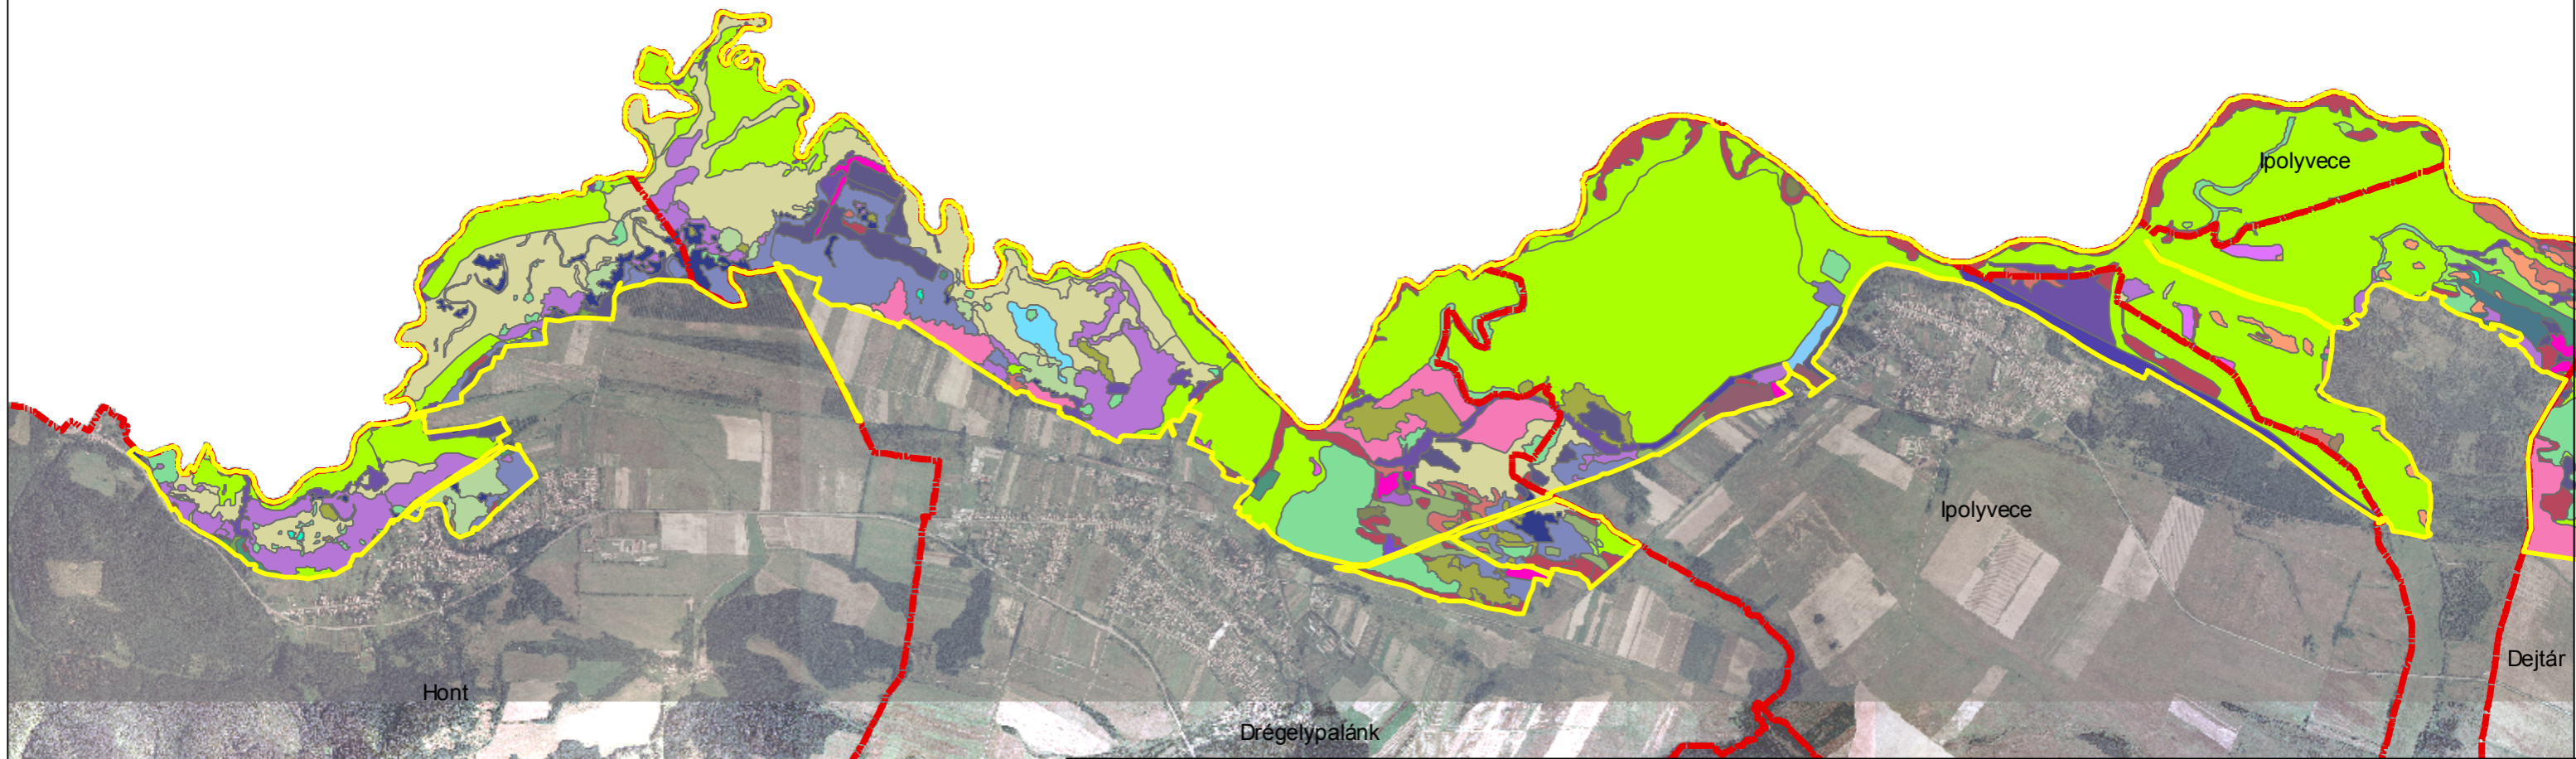 Ipolyvece
Ipolyvece
Dejtár
Hont
Drégelypalánk